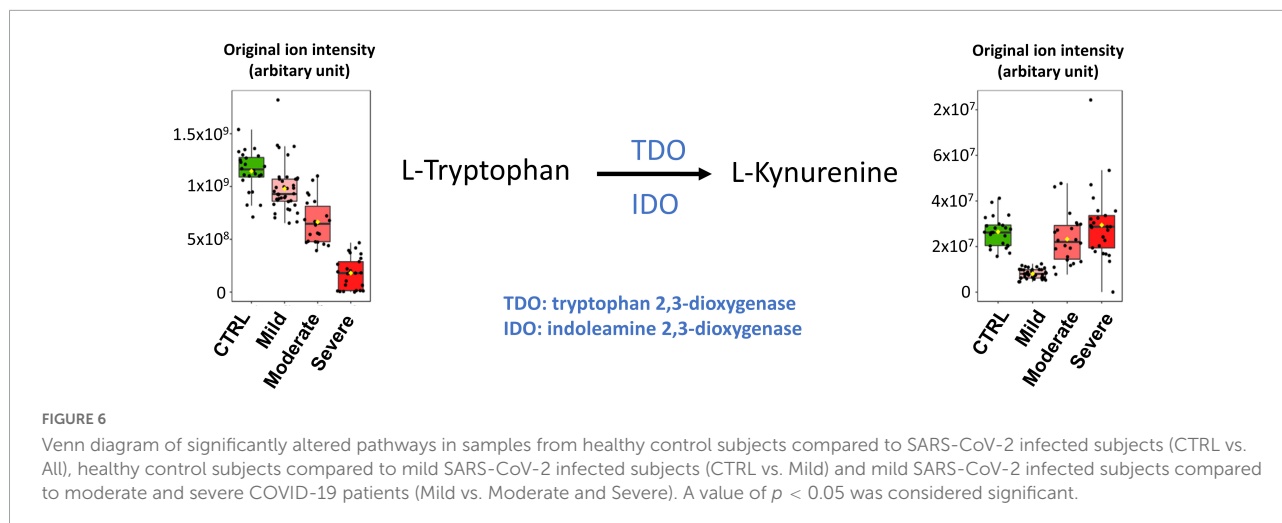 Original ion intensity
(arbitary unit)
1.5x10⁹
1x10⁹
5x10⁸
0
CTRL
Mild
Moderate
Severe
L-Tryptophan
TDO
IDO
L-Kynurenine
TDO: tryptophan 2,3-dioxygenase
IDO: indoleamine 2,3-dioxygenase
Original ion intensity
(arbitary unit)
2x10⁷
6x10⁷
4x10⁷
2x10⁷
0
CTRL
Mild
Moderate
Severe
FIGURE 6
Venn diagram of significantly altered pathways in samples from healthy control subjects compared to SARS-CoV-2 infected subjects (CTRL vs.
All), healthy control subjects compared to mild SARS-CoV-2 infected subjects (CTRL vs. Mild) and mild SARS-CoV-2 infected subjects compared
to moderate and severe COVID-19 patients (Mild vs. Moderate and Severe). A value of p < 0.05 was considered significant.